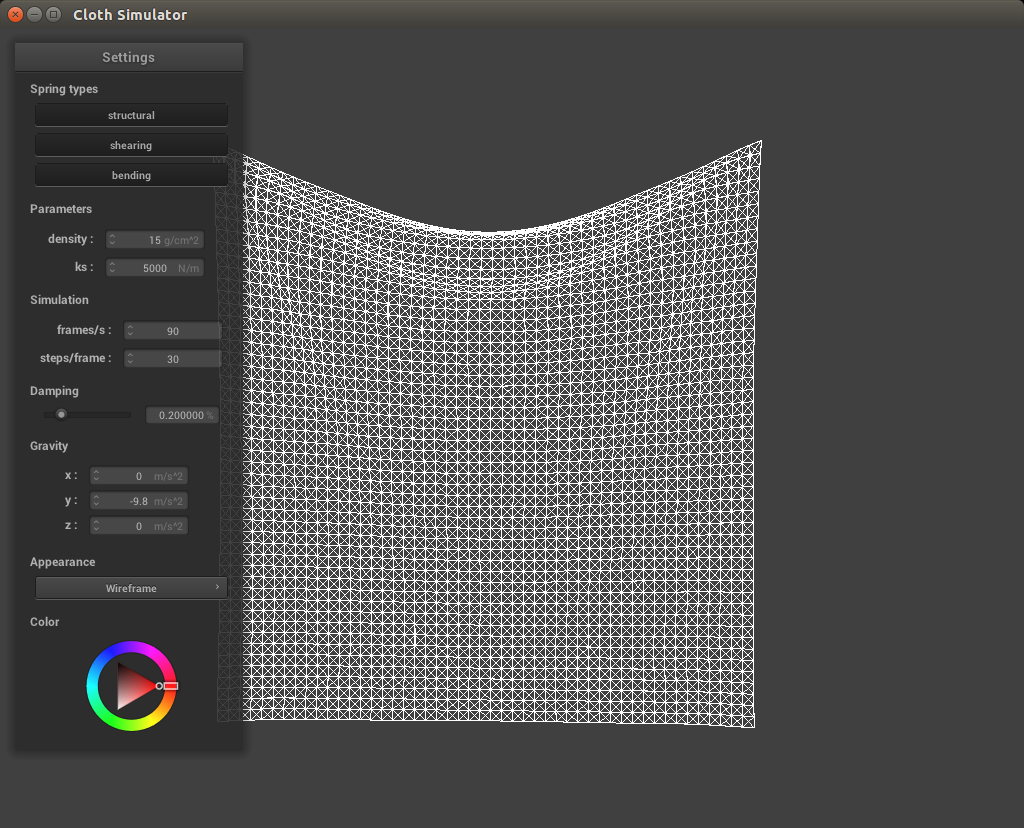 Cloth Simulator
Settings
Spring types
structural
shearing
bending
Parameters
density : 15 g/cm^2
ks : 5000 N/m
Simulation
frames/s : 90
steps/frame : 30
Damping
0.200000 %
Gravity
x : 0 m/s^2
y : -9.8 m/s^2
z : 0 m/s^2
Appearance
Wireframe
Color